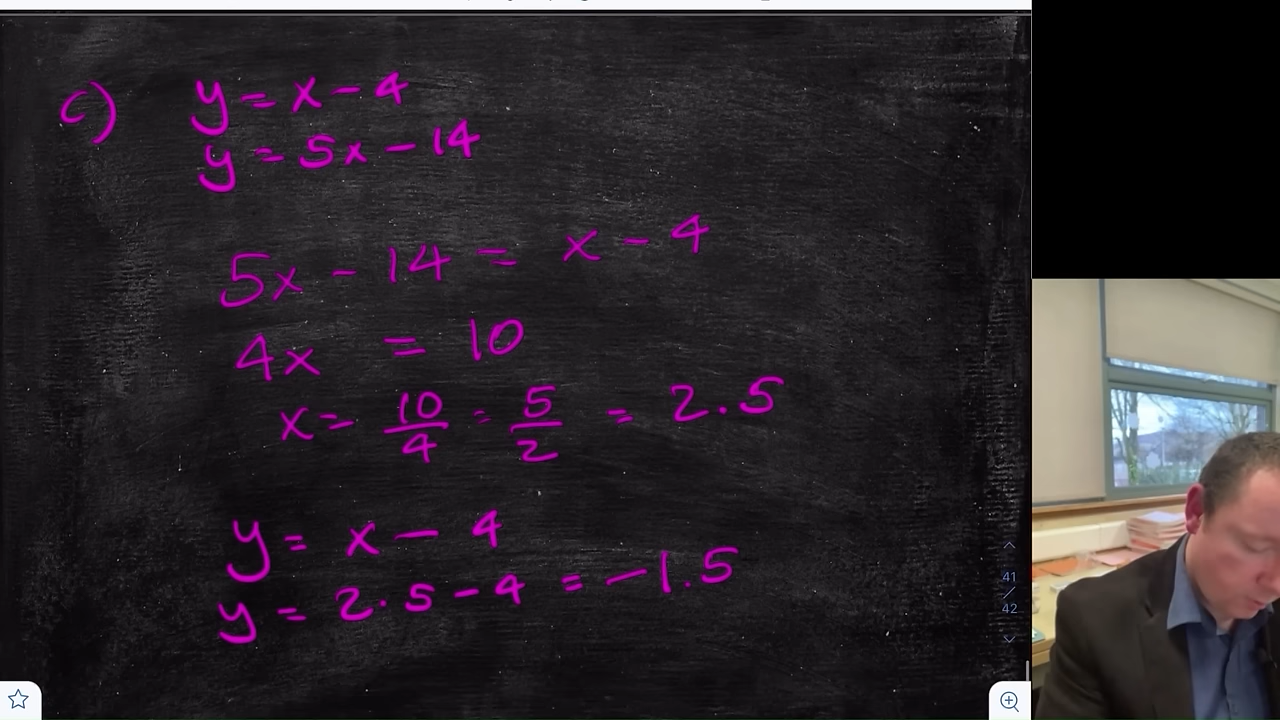 c) y = x - 4
y = 5x - 14
5x - 14 = x - 4
4x = 10
x = 10/4 = 5/2 = 2.5
y = x - 4
y = 2.5 - 4 = -1.5
41
/
42